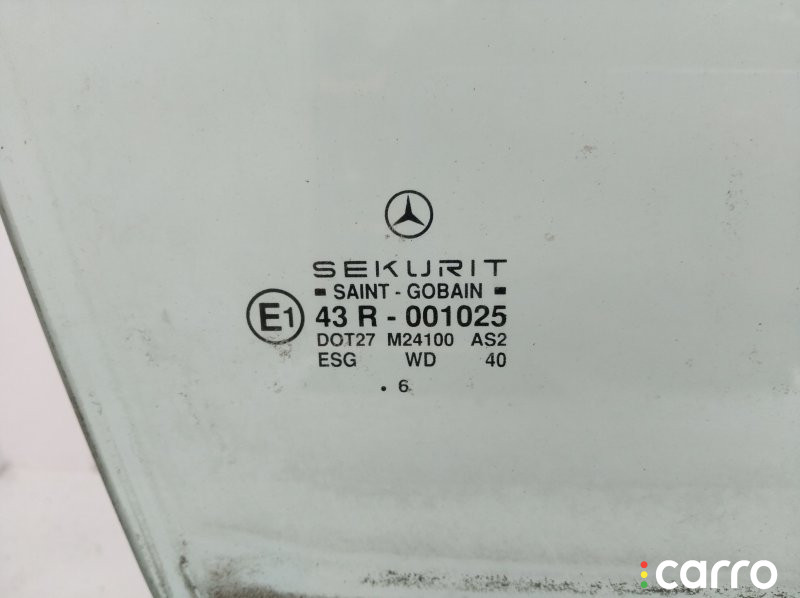 SEKURIT
SAINT - GOBAIN
E1 43 R - 001025
DOT27 M24100 AS2
ESG WD 40
. 6
carro